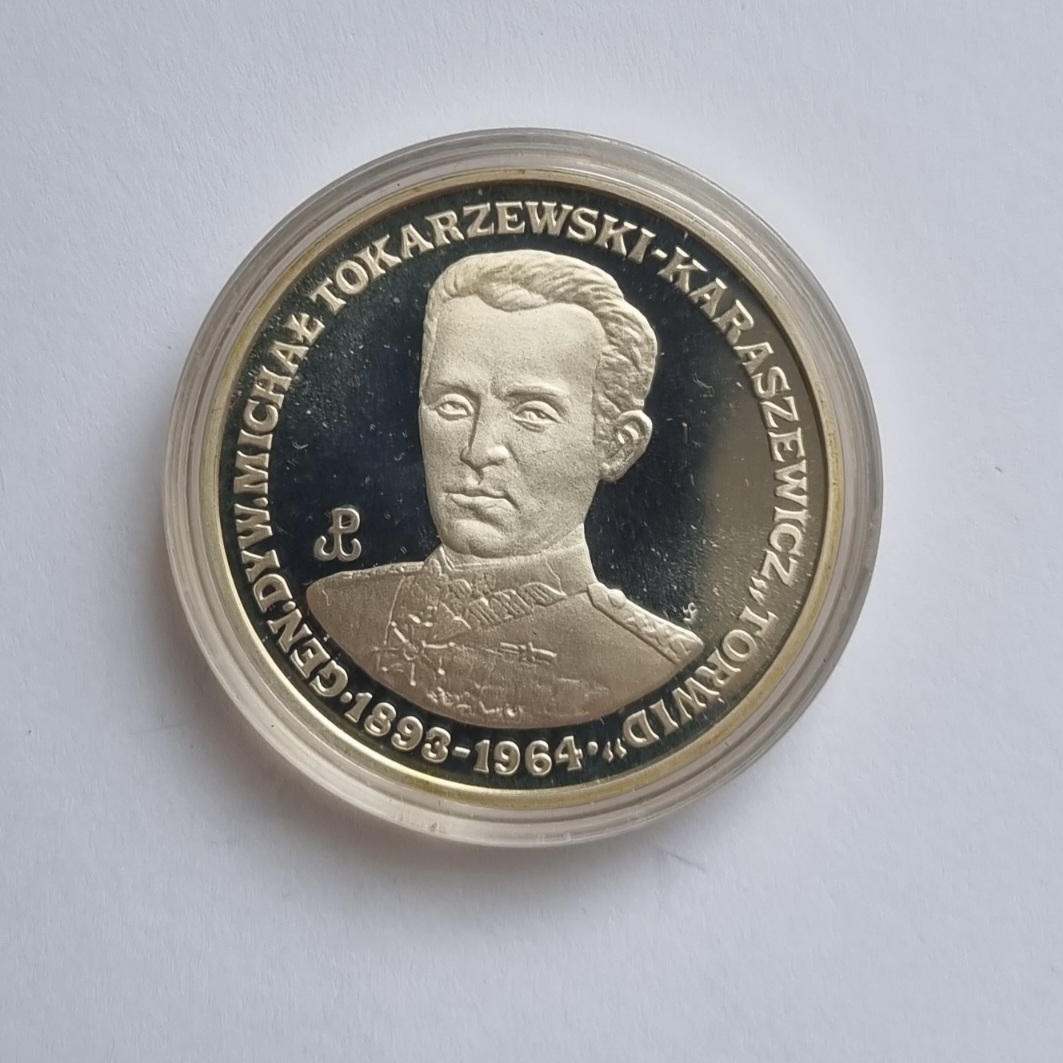 GEN.DYW.MICHAŁ TOKARZEWSKI-KARASZEWICZ „TORWID”
·1893-1964·